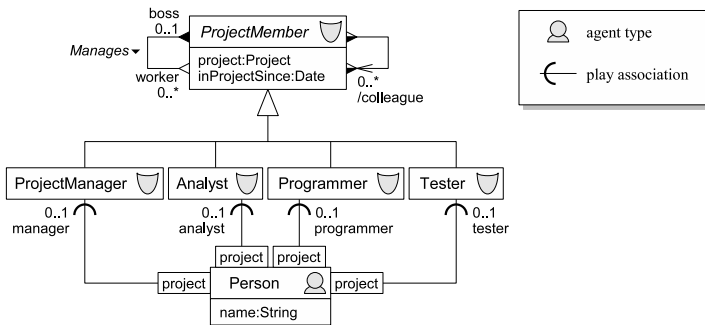 boss
0..1
ProjectMember
agent type
Manages
project:Project
inProjectSince:Date
worker
0..*
0..*
/colleague
play association
ProjectManager
Analyst
Programmer
Tester
0..1
manager
0..1
analyst
0..1
programmer
0..1
tester
project
project
project
Person
project
name:String